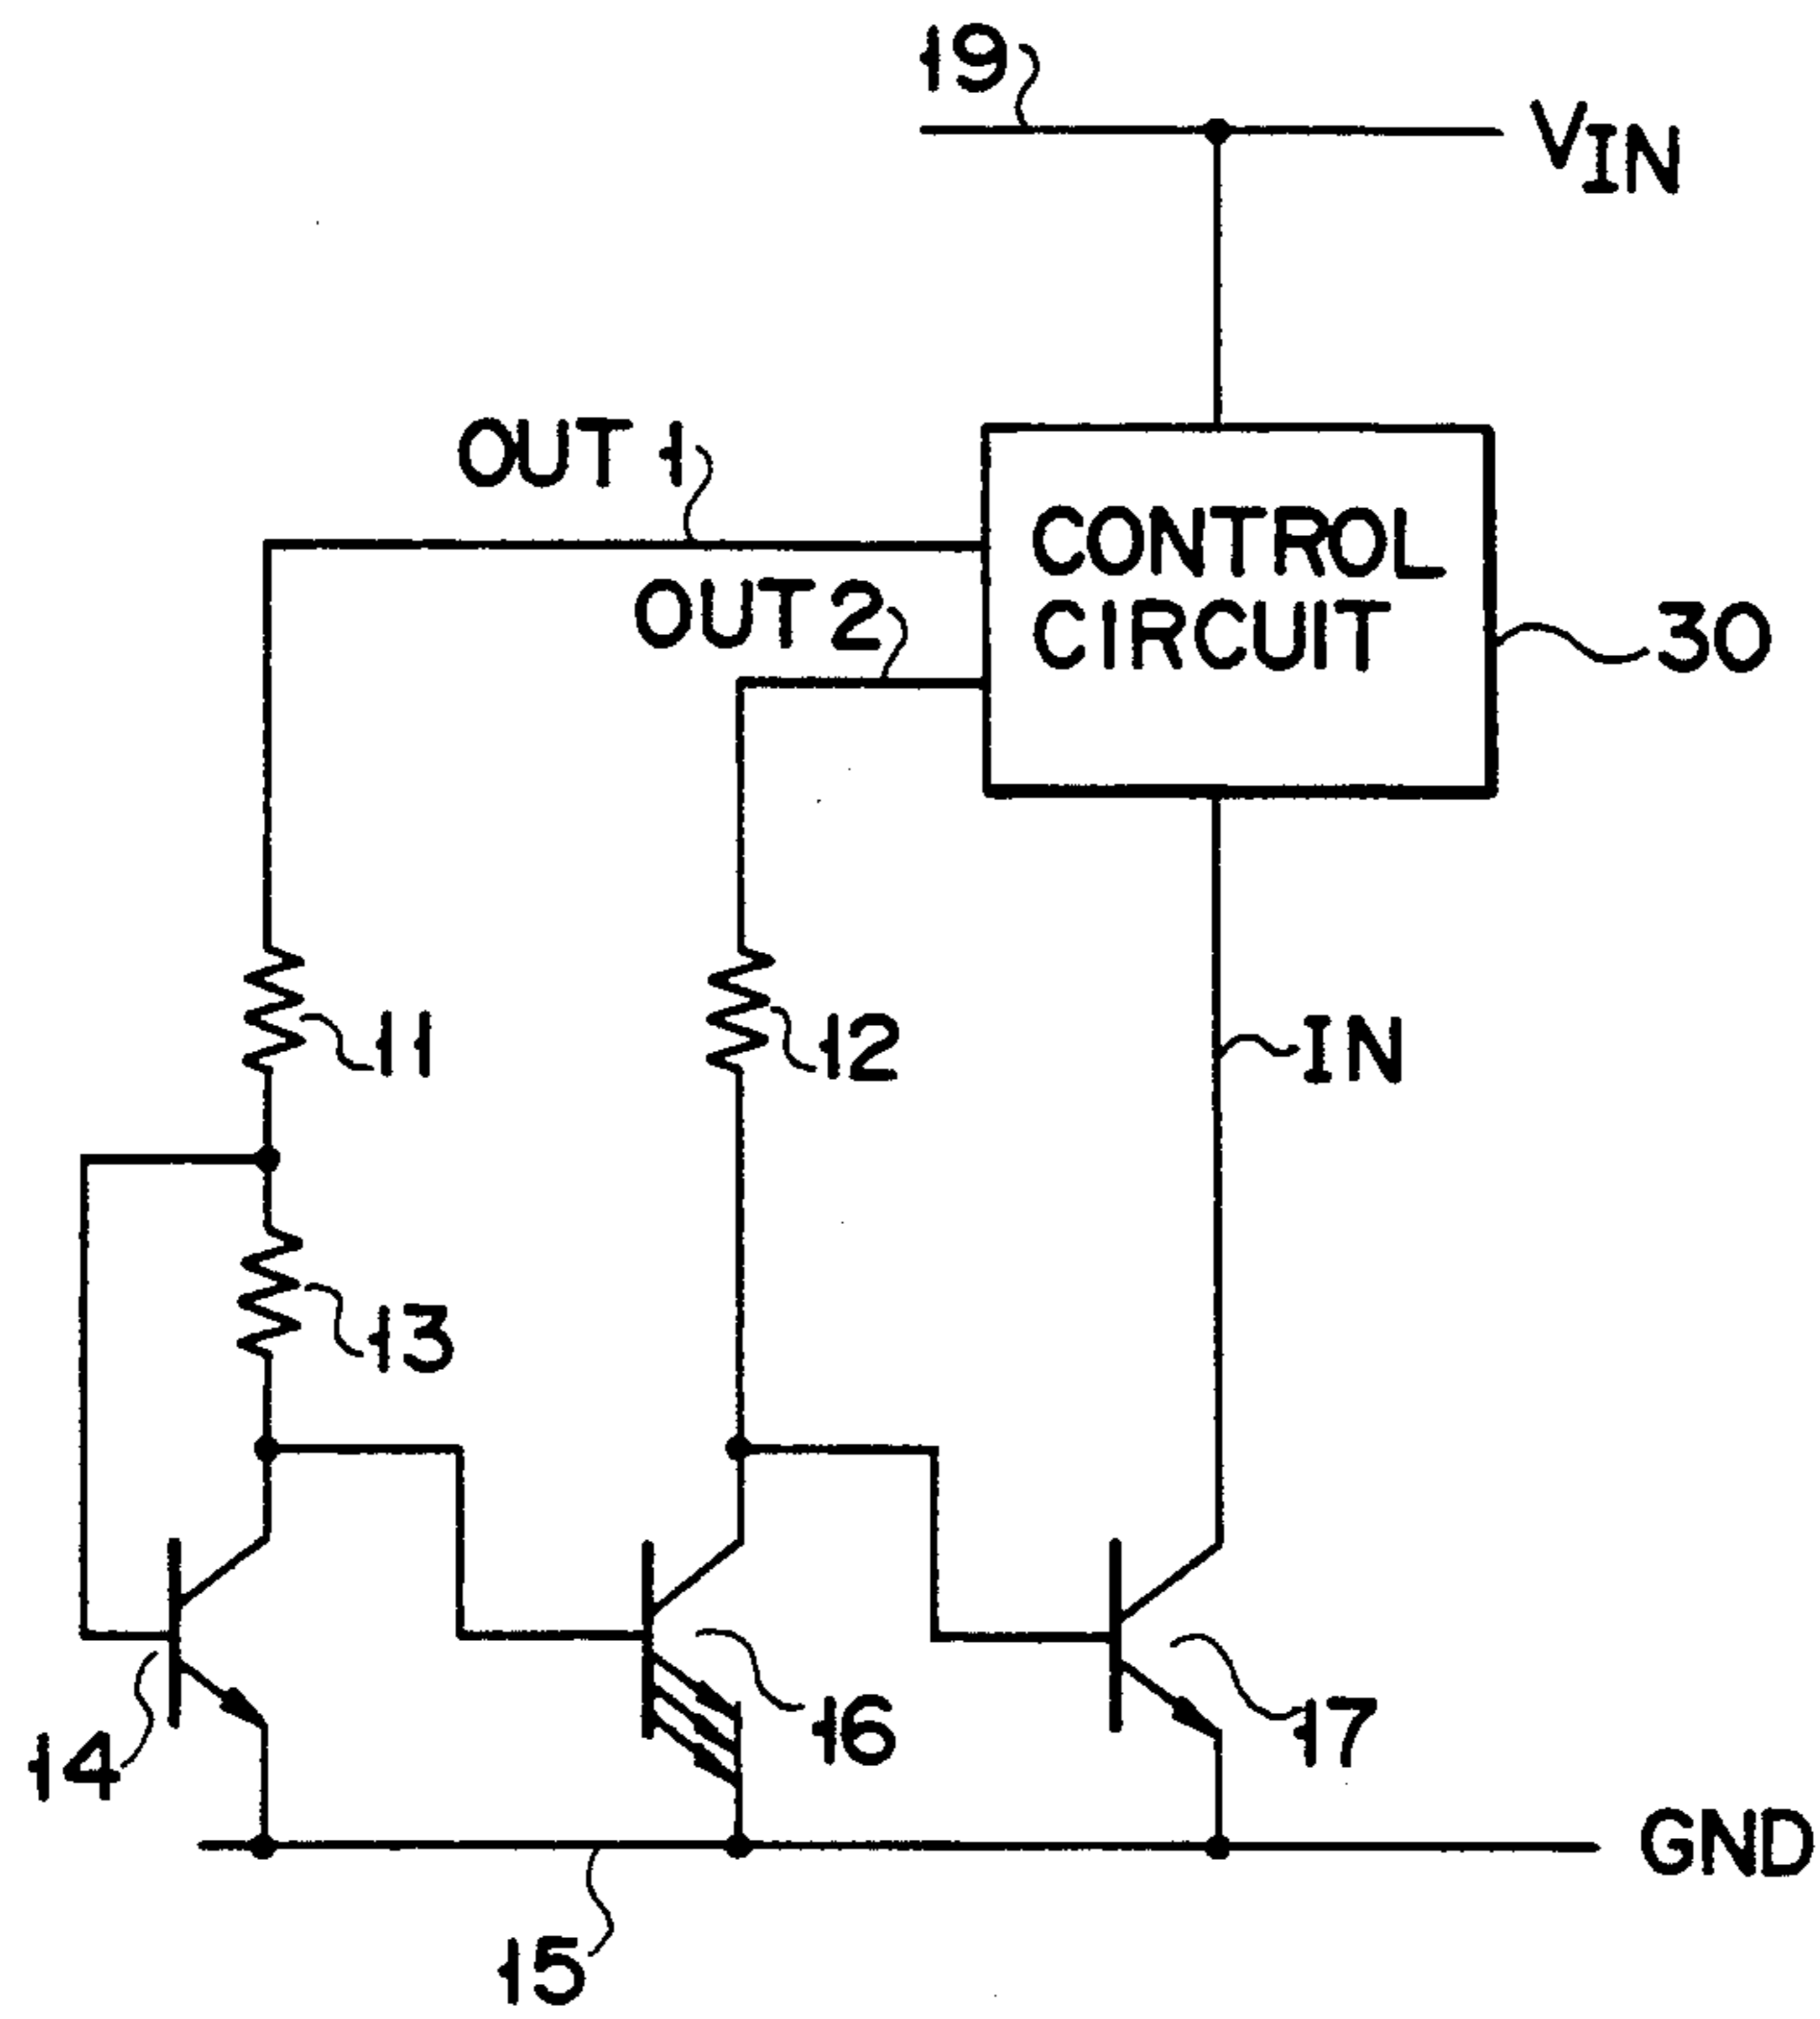 19
VIN
OUT 1
CONTROL
CIRCUIT
OUT 2
30
11
12
IN
13
14
16
17
GND
15